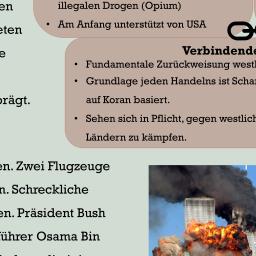 en
illegalen Drogen (Opium)
eten
• Am Anfang unterstützt von USA
e
Verbindende
• Fundamentale Zurückweisung westl
• Grundlage jeden Handelns ist Schar
auf Koran basiert.
prägt.
• Sehen sich in Pflicht, gegen westlich
Ländern zu kämpfen.
en. Zwei Flugzeuge
n. Schreckliche
en. Präsident Bush
führer Osama Bin